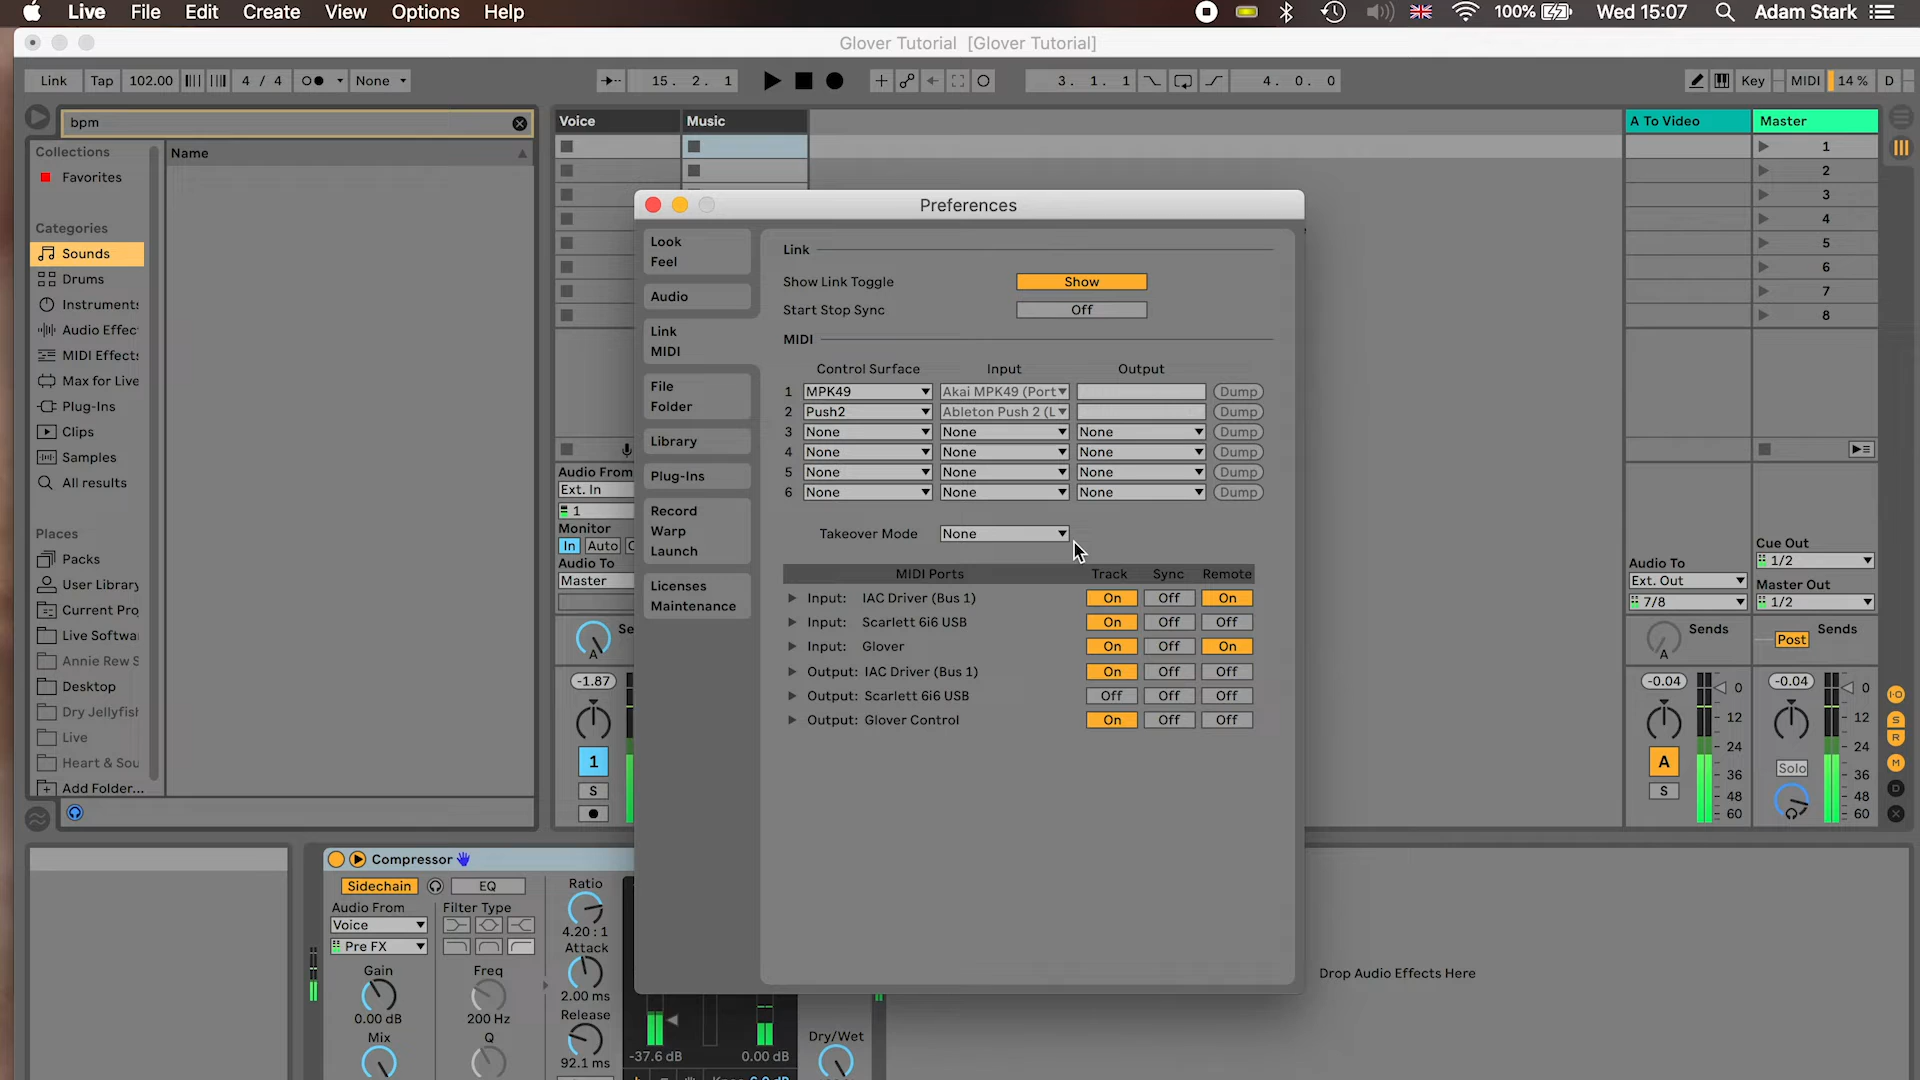 Live File Edit Create View Options Help 100% Wed 15:07 Adam Stark
Glover Tutorial [Glover Tutorial]
Link Tap 102.00 4 / 4 None 15. 2. 1 3. 1. 1 4. 0. 0 Key MIDI 14 % D
bpm
Name
Collections
Favorites
Categories
Sounds
Drums
Instruments
Audio Effec
MIDI Effects
Max for Live
Plug-Ins
Clips
Samples
All results
Places
Packs
User Library
Current Proj
Live Softwa
Annie Rew S
Desktop
Dry Jellyfish
Live
Heart & Sou
Add Folder...
Voice Music
A To Video Master
1
2
3
4
5
6
7
8
Audio From
Ext. In
1
Monitor
In Auto
Audio To
Master
Se
A
-1.87
1
S
Preferences
Look
Feel
Audio
Link
MIDI
File
Folder
Library
Plug-Ins
Record
Warp
Launch
Licenses
Maintenance
Link
Show Link Toggle Show
Start Stop Sync Off
MIDI
Control Surface Input Output
1 MPK49 Akai MPK49 (Port Dump
2 Push2 Ableton Push 2 (L Dump
3 None None None Dump
4 None None None Dump
5 None None None Dump
6 None None None Dump
Takeover Mode None
MIDI Ports Track Sync Remote
Input: IAC Driver (Bus 1) On Off On
Input: Scarlett 6i6 USB On Off Off
Input: Glover On Off On
Output: IAC Driver (Bus 1) On Off Off
Output: Scarlett 6i6 USB Off Off Off
Output: Glover Control On Off Off
Audio To
Ext. Out
7/8
Sends
A
-0.04
0
12
24
36
48
60
A
S
Cue Out
1/2
Master Out
1/2
Post Sends
-0.04
0
12
24
36
48
60
Solo
I·O
S
R
M
D
Compressor
Sidechain EQ
Audio From Filter Type
Voice
Pre FX
Gain Freq
0.00 dB 200 Hz
Mix Q
Ratio
4.20 : 1
Attack
2.00 ms
Release
92.1 ms
-37.6 dB 0.00 dB
Dry/Wet
Drop Audio Effects Here